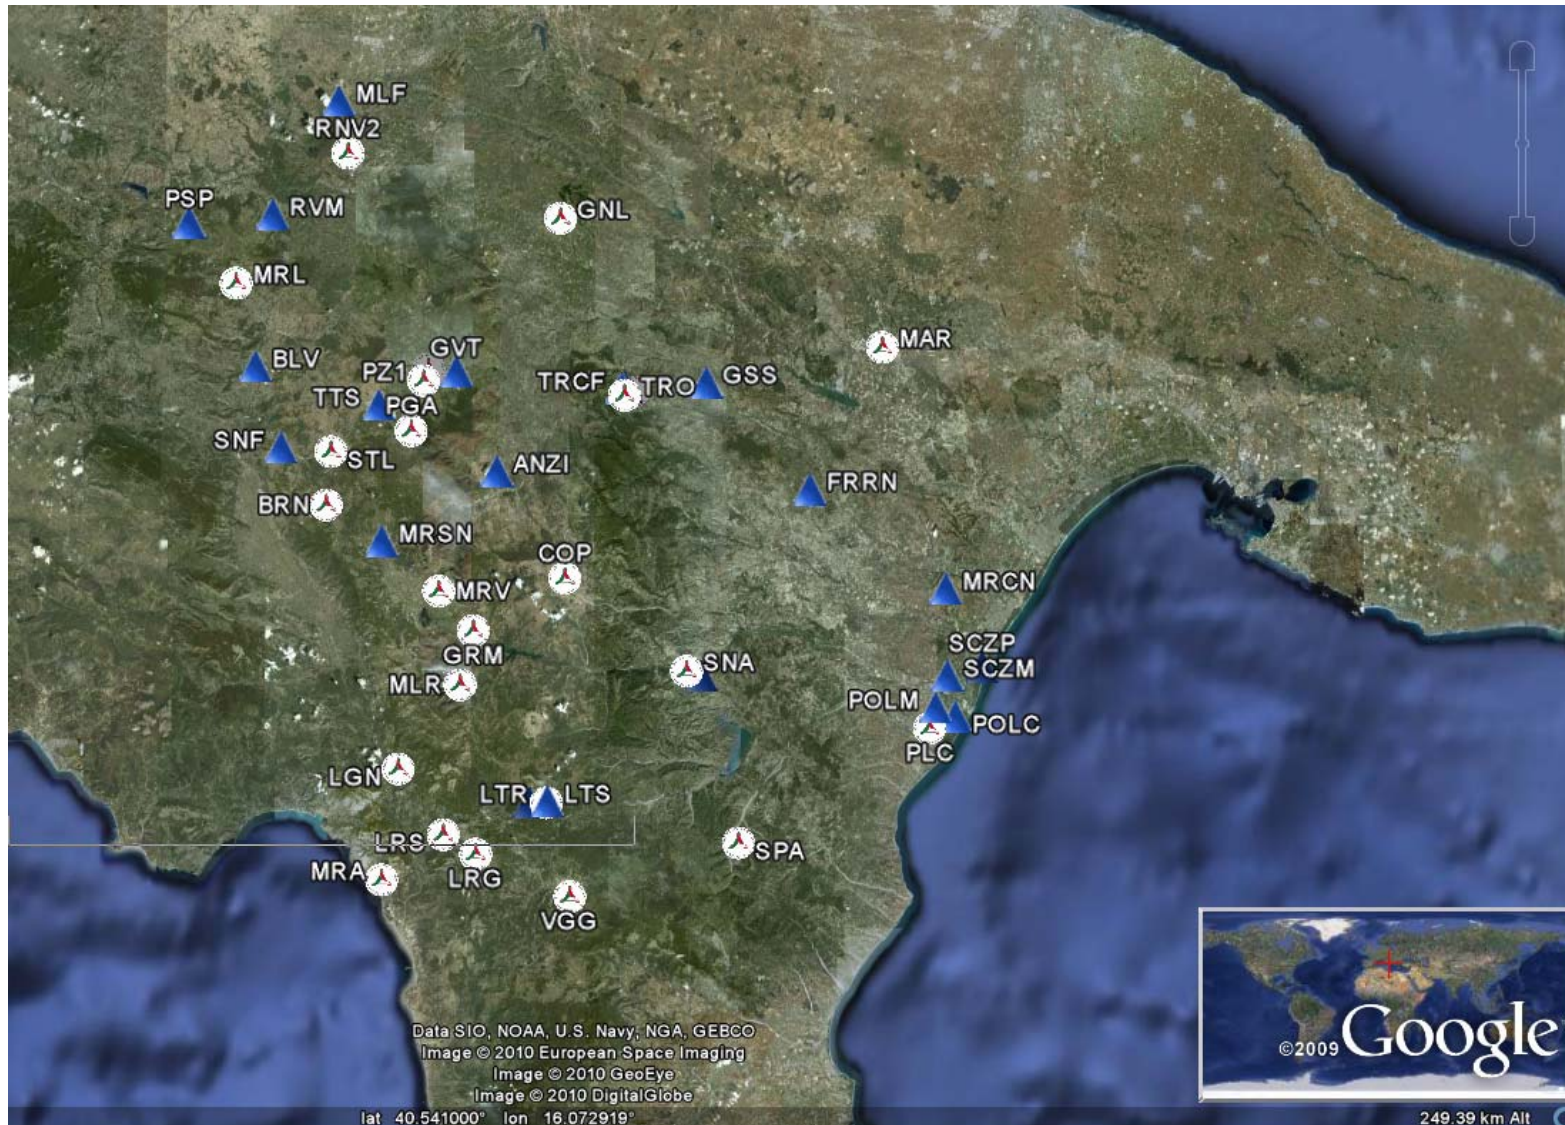 MLF
RNV2
PSP
RVM
GNL
MRL
MAR
BLV
GVT
PZ1
TRCF
TRO
GSS
TTS
PGA
SNF
STL
ANZI
FRRN
BRN
MRSN
COP
MRV
MRCN
GRM
SCZP
SNA
SCZM
MLR
POLM
POLC
PLC
LGN
LTR
LTS
LRS
SPA
MRA
LRG
VGG
Data SIO, NOAA, U.S. Navy, NGA, GEBCO
Image © 2010 European Space Imaging
Image © 2010 GeoEye
Image © 2010 DigitalGlobe
©2009 Google
lat 40.541000° lon 16.072919°
249.39 km Alt